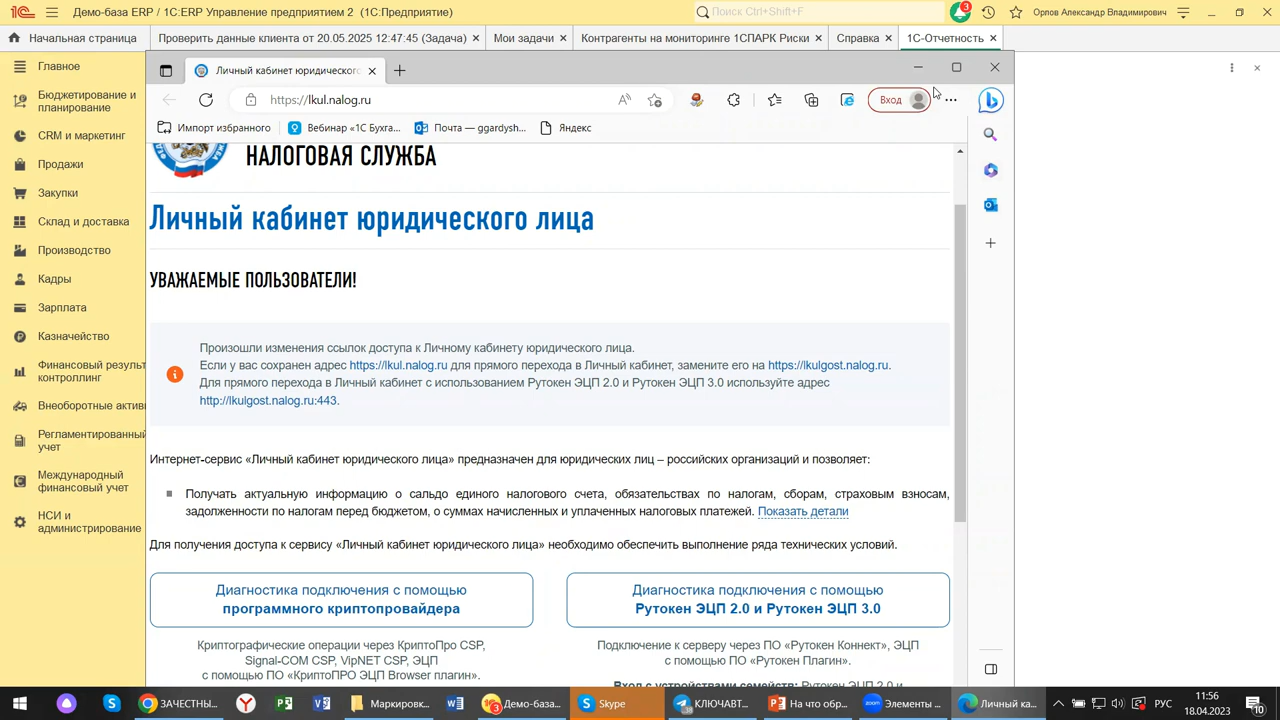 Демо-база ERP / 1С:ERP Управление предприятием 2 (1С:Предприятие)
Поиск Ctrl+Shift+F
3
Орлов Александр Владимирович
Начальная страница
Проверить данные клиента от 20.05.2025 12:47:45 (Задача)
Мои задачи
Контрагенты на мониторинге 1СПАРК Риски
Справка
1С-Отчетность
Главное
Бюджетирование и
планирование
CRM и маркетинг
Продажи
Закупки
Склад и доставка
Производство
Кадры
Зарплата
Казначейство
Финансовый результ
контроллинг
Внеоборотные актив
Регламентированный
учет
Международный
финансовый учет
НСИ и
администрирование
Личный кабинет юридического
https://lkul.nalog.ru
Вход
Импорт избранного
Вебинар «1С Бухга...
Почта — ggardysh...
Яндекс
НАЛОГОВАЯ СЛУЖБА
Личный кабинет юридического лица
УВАЖАЕМЫЕ ПОЛЬЗОВАТЕЛИ!
Произошли изменения ссылок доступа к Личному кабинету юридического лица.
Если у вас сохранен адрес https://lkul.nalog.ru для прямого перехода в Личный кабинет, замените его на https://lkulgost.nalog.ru.
Для прямого перехода в Личный кабинет с использованием Рутокен ЭЦП 2.0 и Рутокен ЭЦП 3.0 используйте адрес
http://lkulgost.nalog.ru:443.
Интернет-сервис «Личный кабинет юридического лица» предназначен для юридических лиц – российских организаций и позволяет:
Получать актуальную информацию о сальдо единого налогового счета, обязательствах по налогам, сборам, страховым взносам,
задолженности по налогам перед бюджетом, о суммах начисленных и уплаченных налоговых платежей. Показать детали
Для получения доступа к сервису «Личный кабинет юридического лица» необходимо обеспечить выполнение ряда технических условий.
Диагностика подключения с помощью
программного криптопровайдера
Диагностика подключения с помощью
Рутокен ЭЦП 2.0 и Рутокен ЭЦП 3.0
Криптографические операции через КриптоПро CSP,
Signal-COM CSP, VipNET CSP, ЭЦП
с помощью ПО «КриптоПРО ЭЦП Browser плагин».
Подключение к серверу через ПО «Рутокен Коннект», ЭЦП
с помощью ПО «Рутокен Плагин».
Вход с устройствами семейств: Рутокен ЭЦП 2.0 и
ЗАЧЕСТНЫ...
Маркировк...
Демо-база...
Skype
КЛЮЧАВТ...
На что обр...
Элементы ...
Личный ка...
РУС
11:56
18.04.2023
10